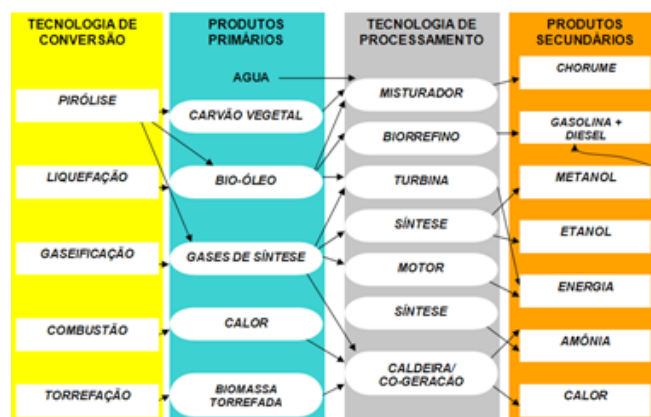 TECNOLOGIA DE
CONVERSÃO
PIRÓLISE
LIQUEFAÇÃO
GASEIFICAÇÃO
COMBUSTÃO
TORREFAÇÃO
PRODUTOS
PRIMÁRIOS
AGUA
CARVÃO VEGETAL
BIO-ÓLEO
GASES DE SÍNTESE
CALOR
BIOMASSA
TORREFADA
TECNOLOGIA DE
PROCESSAMENTO
MISTURADOR
BIORREFINO
TURBINA
SÍNTESE
MOTOR
SÍNTESE
CALDEIRA/
CO-GERACÃO
PRODUTOS
SECUNDÁRIOS
CHORUME
GASOLINA +
DIESEL
METANOL
ETANOL
ENERGIA
AMÔNIA
CALOR